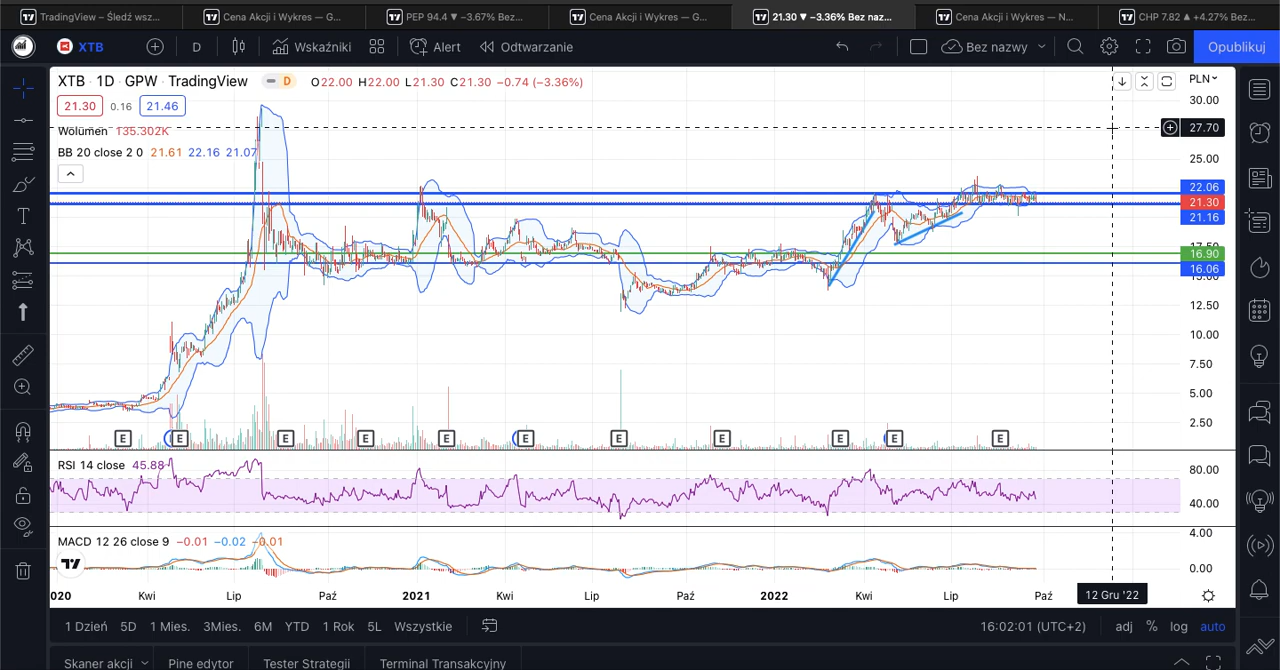 TradingView – Śledź wsz...
Cena Akcji i Wykres — G...
PEP 94.4 ▼ −3.67% Bez...
Cena Akcji i Wykres — G...
21.30 ▼ −3.36% Bez naz...
Cena Akcji i Wykres — N...
CHP 7.82 ▲ +4.27% Bez...
XTB
D
Wskaźniki
Alert
Odtwarzanie
Bez nazwy
Opublikuj
XTB · 1D · GPW · TradingView
D
O22.00 H22.00 L21.30 C21.30 −0.74 (−3.36%)
PLN
21.30
0.16
21.46
Wolumen 135.302K
BB 20 close 2 0 21.61 22.16 21.07
30.00
27.70
25.00
22.06
21.30
21.16
17.50
16.90
16.06
15.00
12.50
10.00
7.50
5.00
2.50
E
E
E
E
E
E
E
E
E
E
E
RSI 14 close 45.88
80.00
40.00
MACD 12 26 close 9 −0.01 −0.02 −0.01
4.00
0.00
2020
Kwi
Lip
Paź
2021
Kwi
Lip
Paź
2022
Kwi
Lip
Paź
12 Gru '22
1 Dzień
5D
1 Mies.
3Mies.
6M
YTD
1 Rok
5L
Wszystkie
16:02:01 (UTC+2)
adj
%
log
auto
Skaner akcji
Pine edytor
Tester Strategii
Terminal Transakcyjny